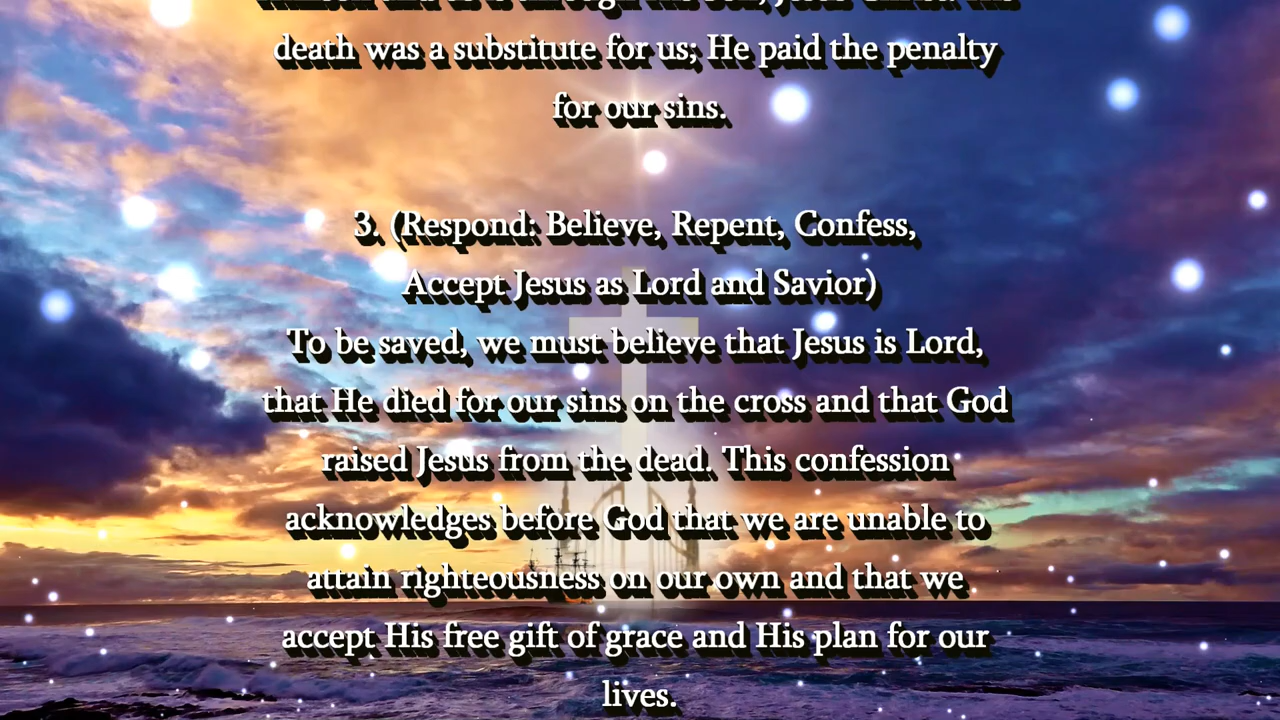 death was a substitute for us; He paid the penalty
for our sins.
3. (Respond: Believe, Repent, Confess,
Accept Jesus as Lord and Savior)
To be saved, we must believe that Jesus is Lord,
that He died for our sins on the cross and that God
raised Jesus from the dead. This confession
acknowledges before God that we are unable to
attain righteousness on our own and that we
accept His free gift of grace and His plan for our
lives.